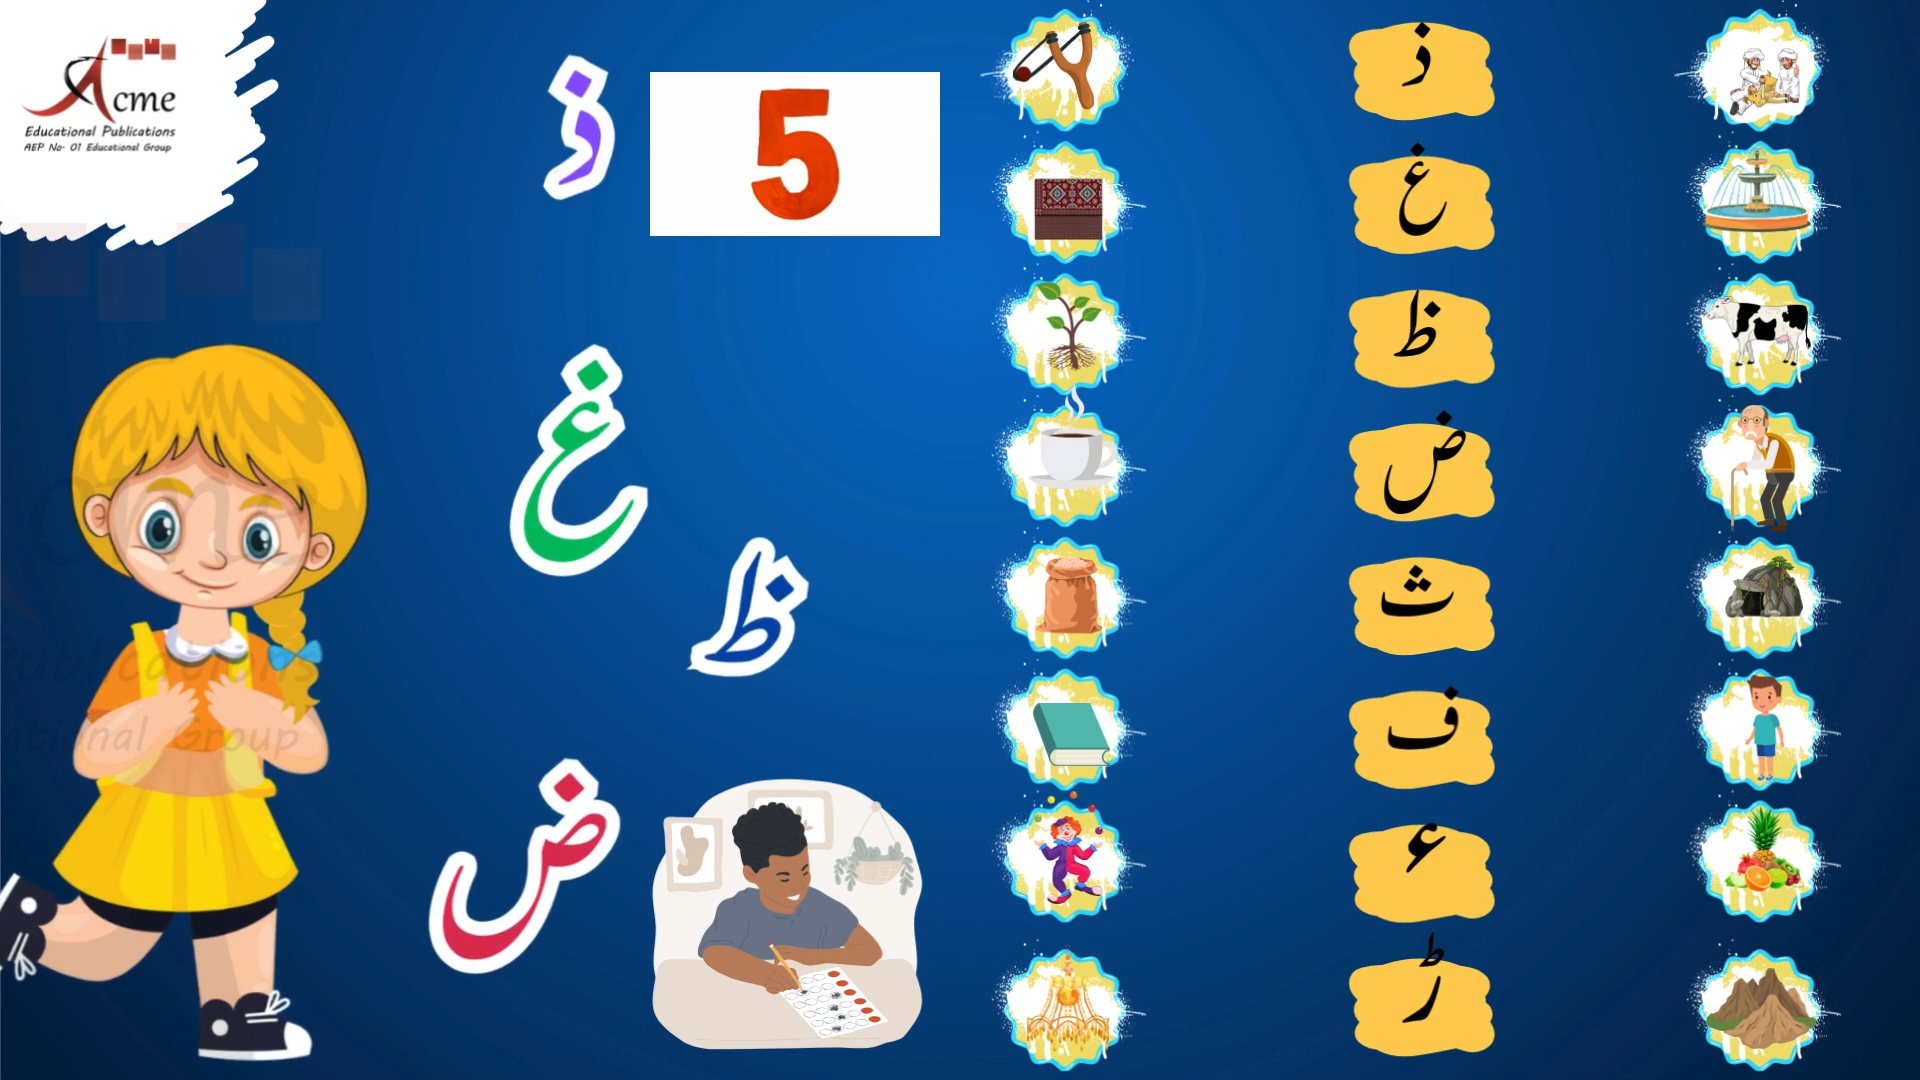 Acme
Educational Publications
AEP No· 01 Educational Group
ذ
5
غ
ظ
ض
ذ
غ
ظ
ض
ث
ف
ء
ڑ